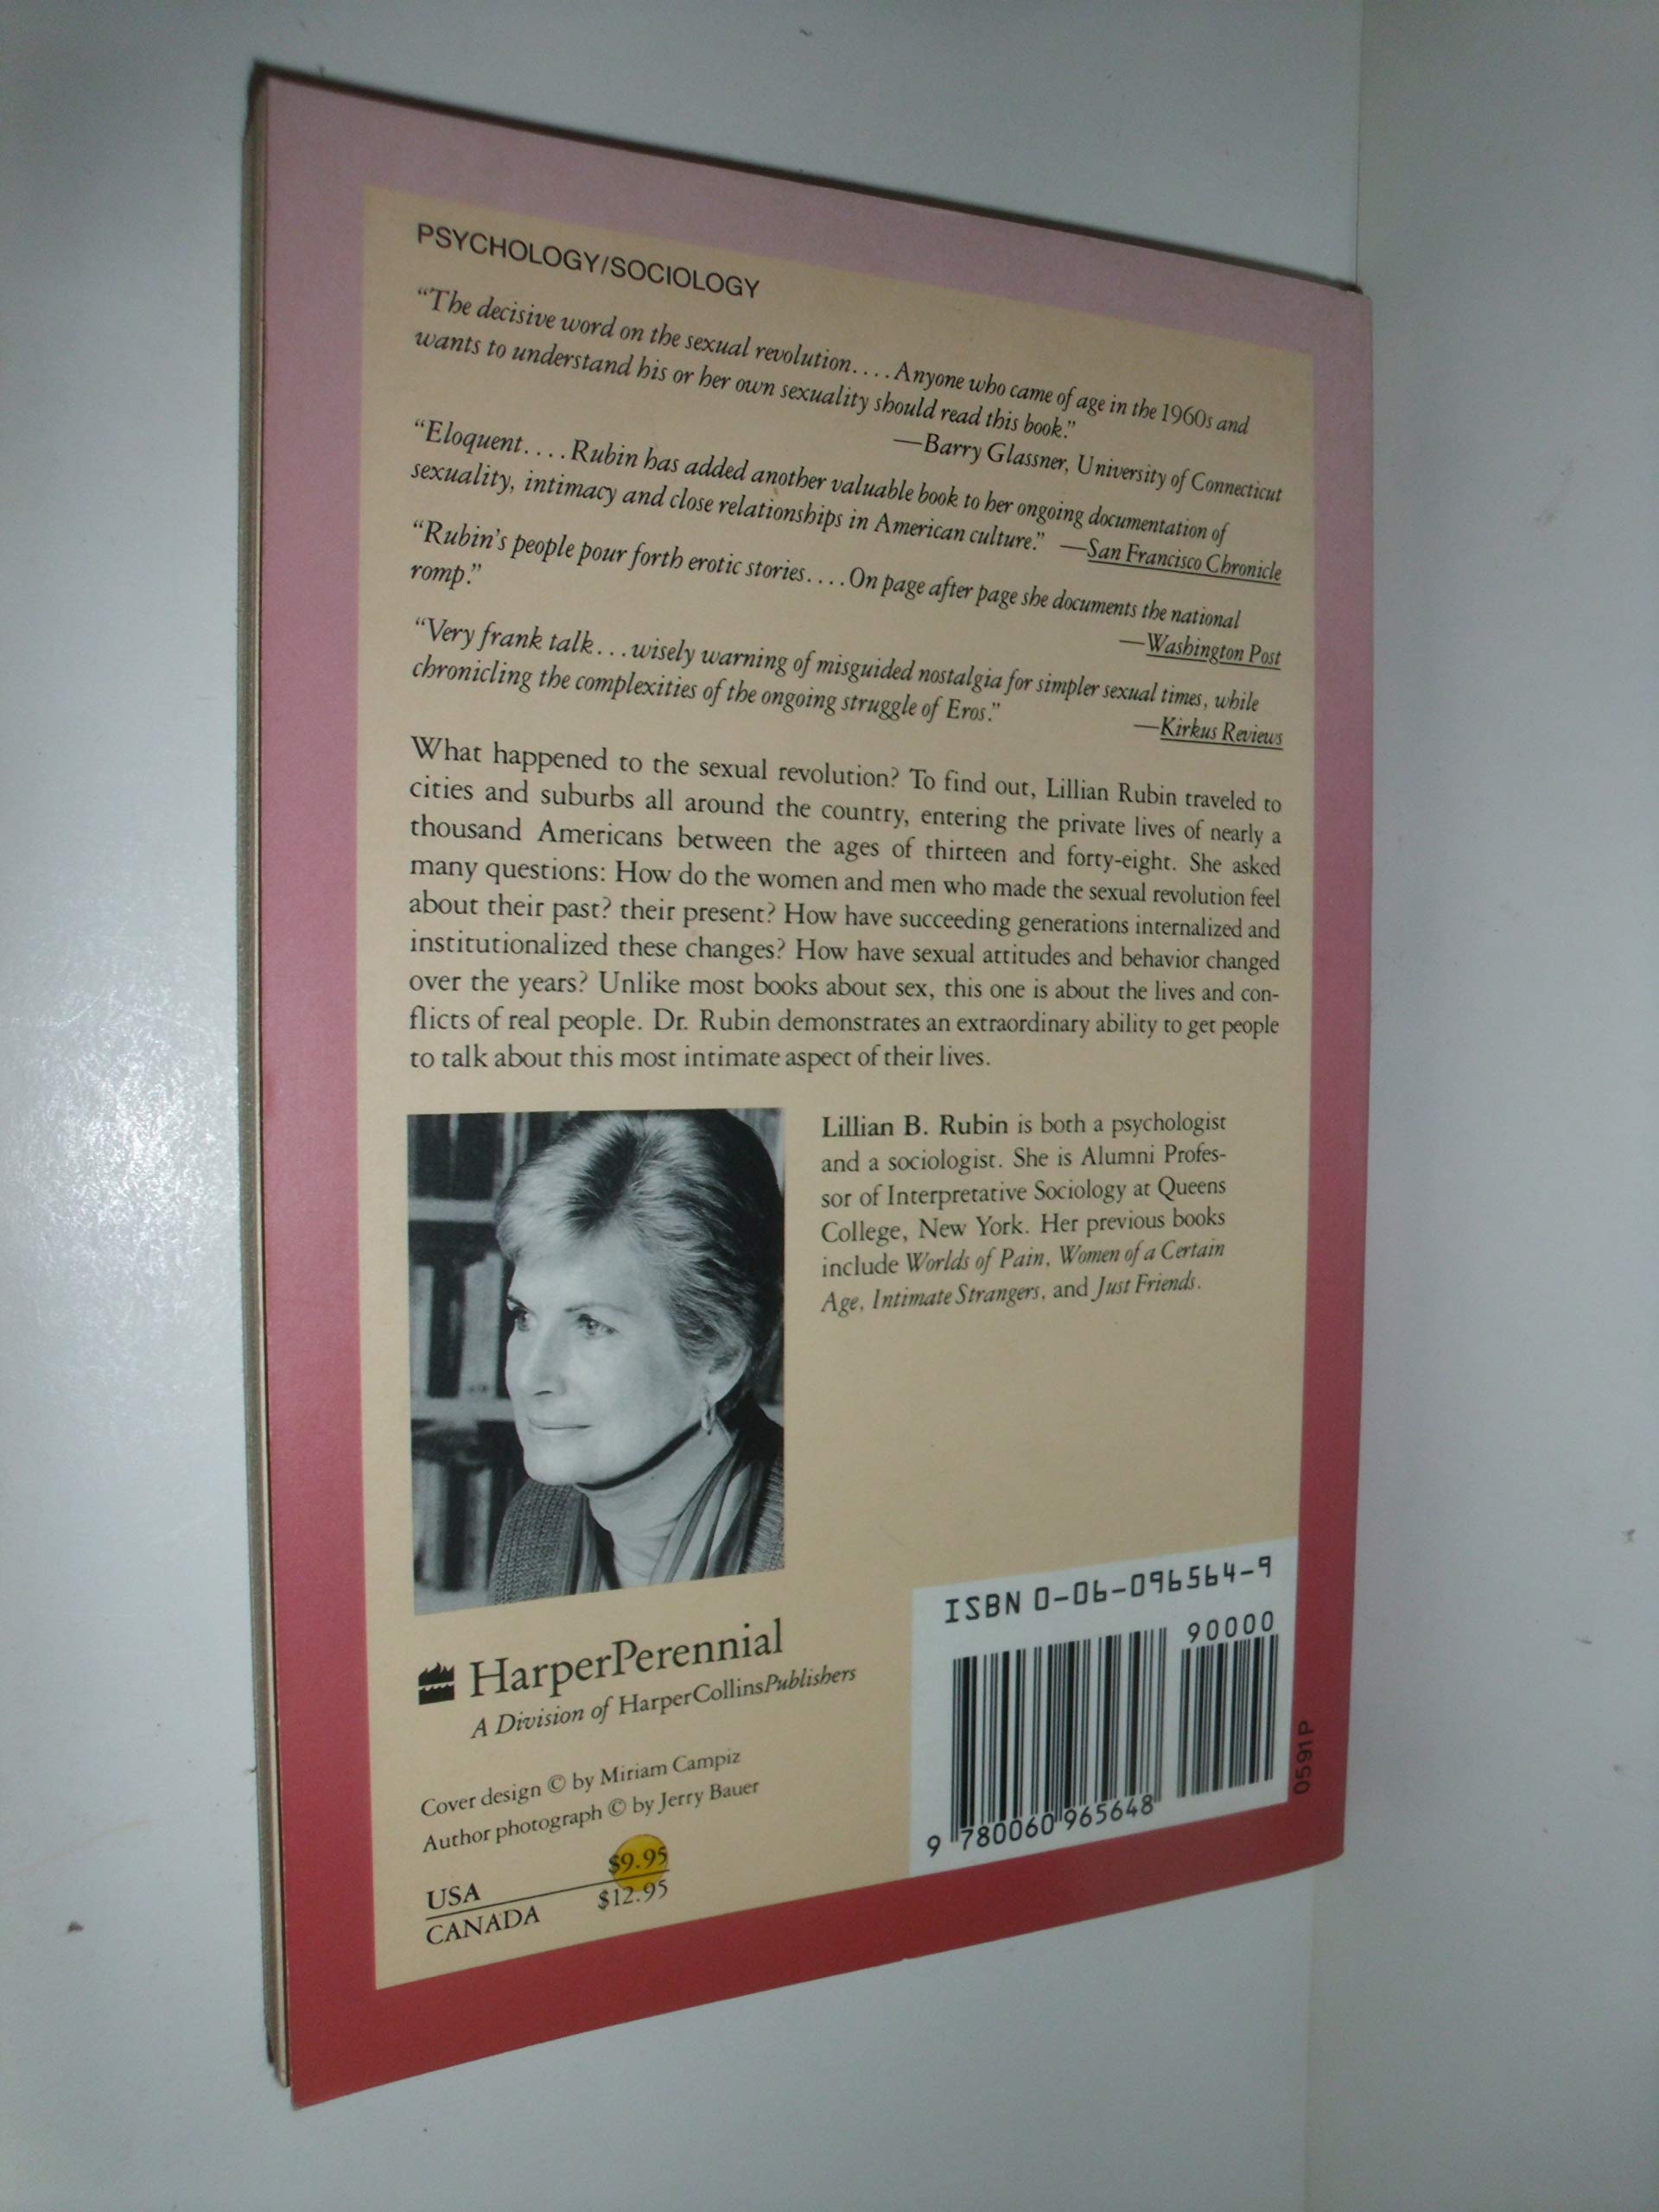 PSYCHOLOGY/SOCIOLOGY
“The decisive word on the sexual revolution. . . . Anyone who came of age in the 1960s and
wants to understand his or her own sexuality should read this book.”
—Barry Glassner, University of Connecticut
“Eloquent. . . . Rubin has added another valuable book to her ongoing documentation of
sexuality, intimacy and close relationships in American culture.” —San Francisco Chronicle
“Rubin's people pour forth erotic stories. . . . On page after page she documents the national
romp.”
—Washington Post
“Very frank talk . . . wisely warning of misguided nostalgia for simpler sexual times, while
chronicling the complexities of the ongoing struggle of Eros.”
—Kirkus Reviews
What happened to the sexual revolution? To find out, Lillian Rubin traveled to
cities and suburbs all around the country, entering the private lives of nearly a
thousand Americans between the ages of thirteen and forty-eight. She asked
many questions: How do the women and men who made the sexual revolution feel
about their past? their present? How have succeeding generations internalized and
institutionalized these changes? How have sexual attitudes and behavior changed
over the years? Unlike most books about sex, this one is about the lives and con-
flicts of real people. Dr. Rubin demonstrates an extraordinary ability to get people
to talk about this most intimate aspect of their lives.
Lillian B. Rubin is both a psychologist
and a sociologist. She is Alumni Profes-
sor of Interpretative Sociology at Queens
College, New York. Her previous books
include Worlds of Pain, Women of a Certain
Age, Intimate Strangers, and Just Friends.
HarperPerennial
A Division of HarperCollinsPublishers
Cover design © by Miriam Campiz
Author photograph © by Jerry Bauer
USA $9.95
CANADA $12.95
ISBN 0-06-096564-9
90000
9 780060 965648
0591P